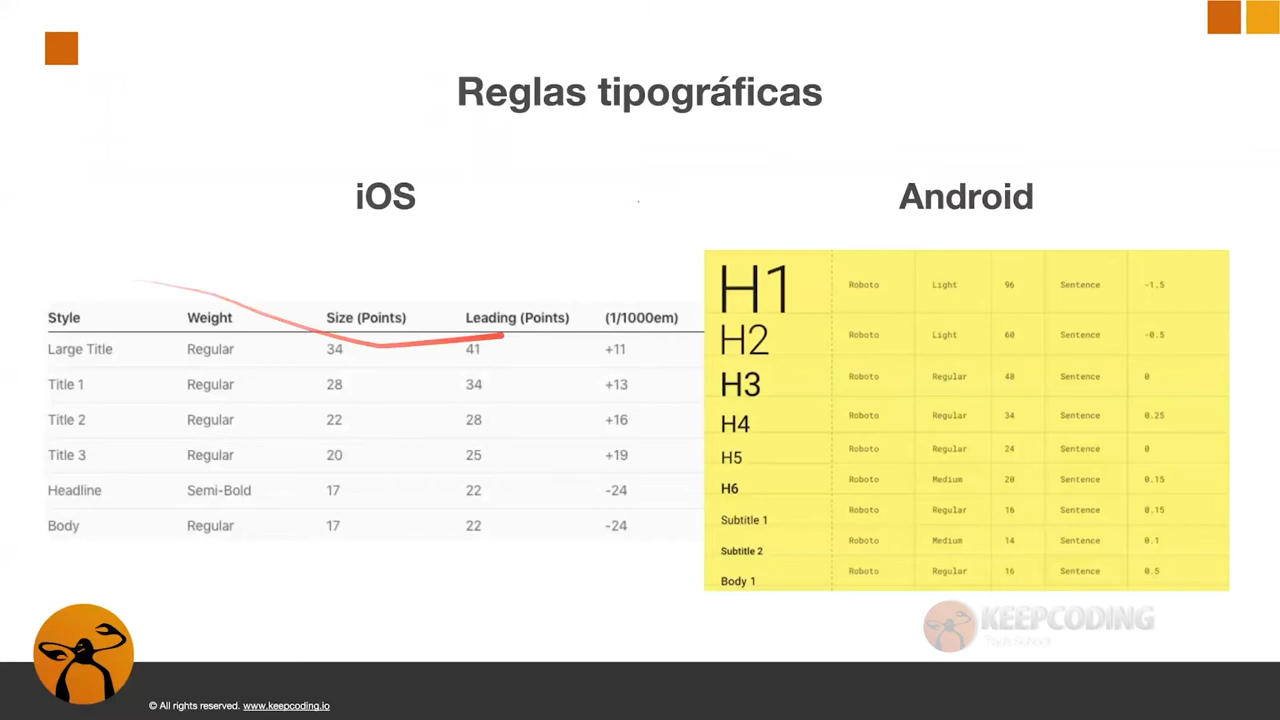 Reglas tipográficas
iOS
Style Weight Size (Points) Leading (Points) (1/1000em)
Large Title Regular 34 41 +11
Title 1 Regular 28 34 +13
Title 2 Regular 22 28 +16
Title 3 Regular 20 25 +19
Headline Semi-Bold 17 22 -24
Body Regular 17 22 -24
Android
H1 Roboto Light 96 Sentence -1.5
H2 Roboto Light 60 Sentence -0.5
H3 Roboto Regular 48 Sentence 0
H4 Roboto Regular 34 Sentence 0.25
H5 Roboto Regular 24 Sentence 0
H6 Roboto Medium 20 Sentence 0.15
Subtitle 1 Roboto Regular 16 Sentence 0.15
Subtitle 2 Roboto Medium 14 Sentence 0.1
Body 1 Roboto Regular 16 Sentence 0.5
KEEPCODING
Tech School
© All rights reserved. www.keepcoding.io